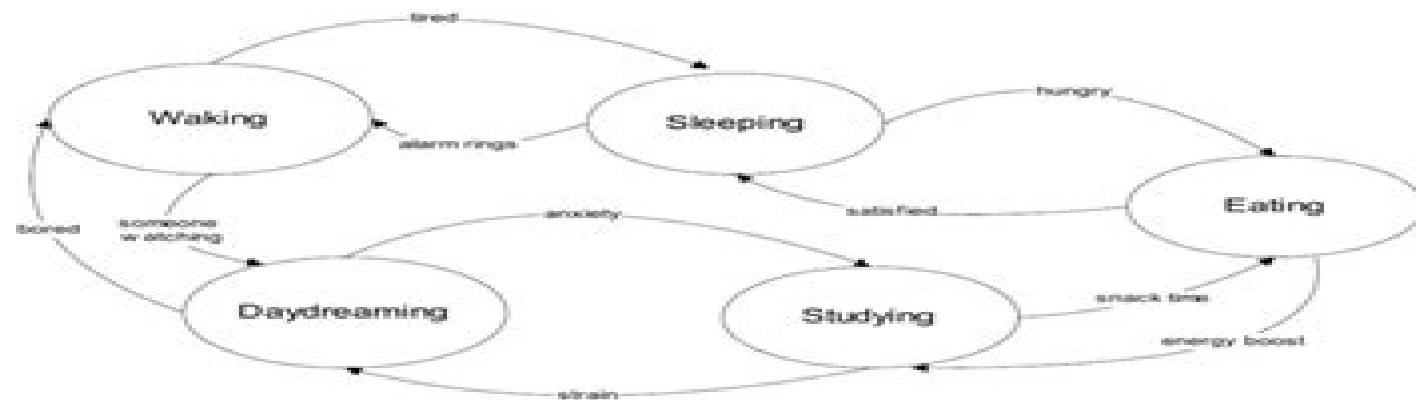 tired
Waking
Sleeping
hungry
alarm rings
Eating
satisfied
anxiety
someone
watching
bored
Daydreaming
Studying
snack time
energy boost
strain